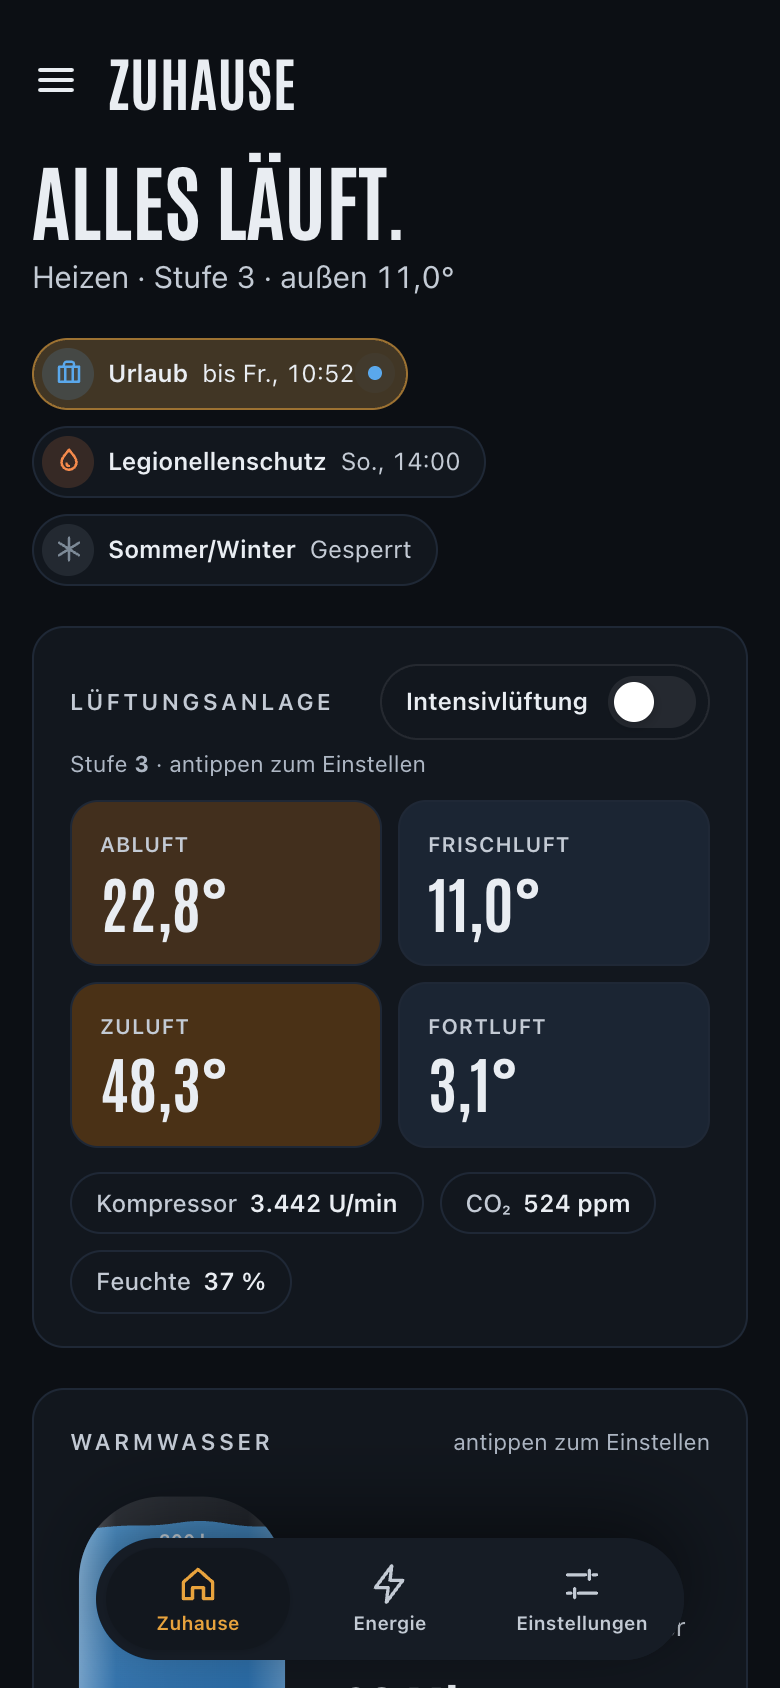 ZUHAUSE
ALLES LÄUFT.
Heizen · Stufe 3 · außen 11,0°
Urlaub bis Fr., 10:52
Legionellenschutz So., 14:00
Sommer/Winter Gesperrt
LÜFTUNGSANLAGE
Intensivlüftung
Stufe 3 · antippen zum Einstellen
ABLUFT
22,8°
FRISCHLUFT
11,0°
ZULUFT
48,3°
FORTLUFT
3,1°
Kompressor 3.442 U/min
CO₂ 524 ppm
Feuchte 37 %
WARMWASSER
antippen zum Einstellen
Zuhause
Energie
Einstellungen